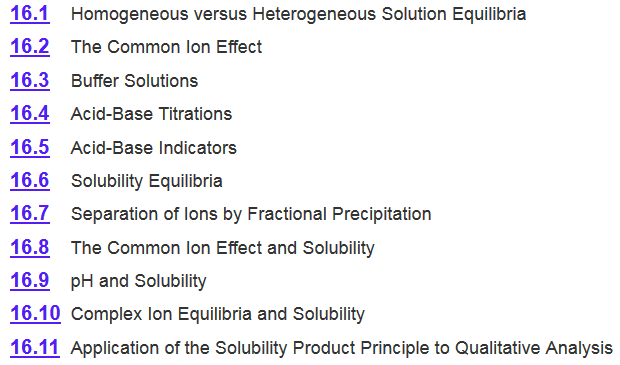 16.1 Homogeneous versus Heterogeneous Solution Equilibria
16.2 The Common Ion Effect
16.3 Buffer Solutions
16.4 Acid-Base Titrations
16.5 Acid-Base Indicators
16.6 Solubility Equilibria
16.7 Separation of Ions by Fractional Precipitation
16.8 The Common Ion Effect and Solubility
16.9 pH and Solubility
16.10 Complex Ion Equilibria and Solubility
16.11 Application of the Solubility Product Principle to Qualitative Analysis